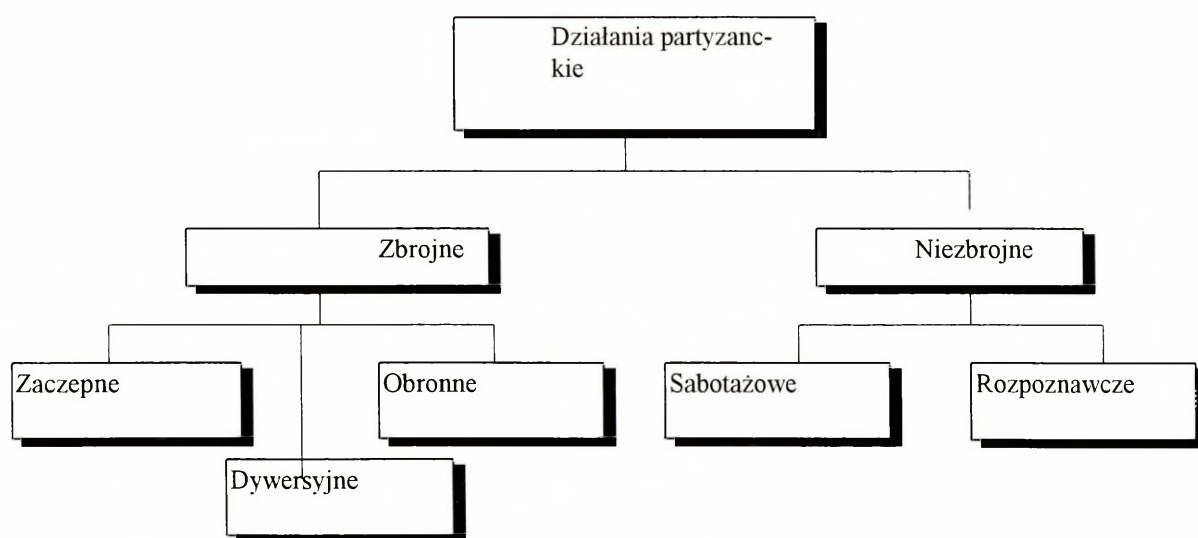 Działania partyzanc-
kie
Zbrojne
Niezbrojne
Zaczepne
Obronne
Sabotażowe
Rozpoznawcze
Dywersyjne